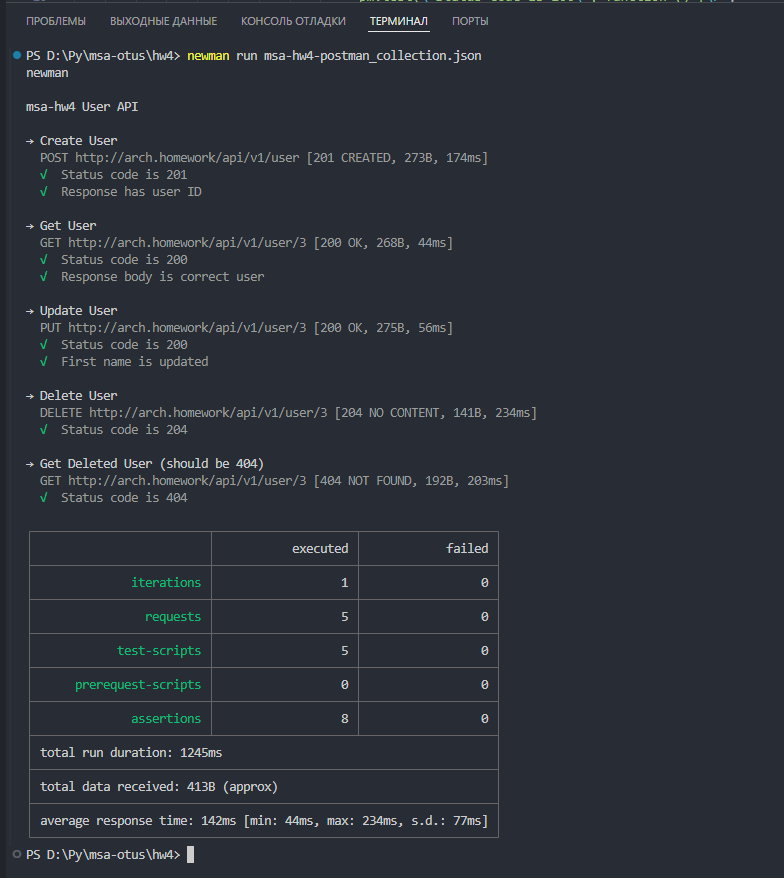 ПРОБЛЕМЫ ВЫХОДНЫЕ ДАННЫЕ КОНСОЛЬ ОТЛАДКИ ТЕРМИНАЛ ПОРТЫ
PS D:\Py\msa-otus\hw4> newman run msa-hw4-postman_collection.json
newman
msa-hw4 User API
→ Create User
POST http://arch.homework/api/v1/user [201 CREATED, 273B, 174ms]
√ Status code is 201
√ Response has user ID
→ Get User
GET http://arch.homework/api/v1/user/3 [200 OK, 268B, 44ms]
√ Status code is 200
√ Response body is correct user
→ Update User
PUT http://arch.homework/api/v1/user/3 [200 OK, 275B, 56ms]
√ Status code is 200
√ First name is updated
→ Delete User
DELETE http://arch.homework/api/v1/user/3 [204 NO CONTENT, 141B, 234ms]
√ Status code is 204
→ Get Deleted User (should be 404)
GET http://arch.homework/api/v1/user/3 [404 NOT FOUND, 192B, 203ms]
√ Status code is 404
executed failed
iterations 1 0
requests 5 0
test-scripts 5 0
prerequest-scripts 0 0
assertions 8 0
total run duration: 1245ms
total data received: 413B (approx)
average response time: 142ms [min: 44ms, max: 234ms, s.d.: 77ms]
PS D:\Py\msa-otus\hw4>